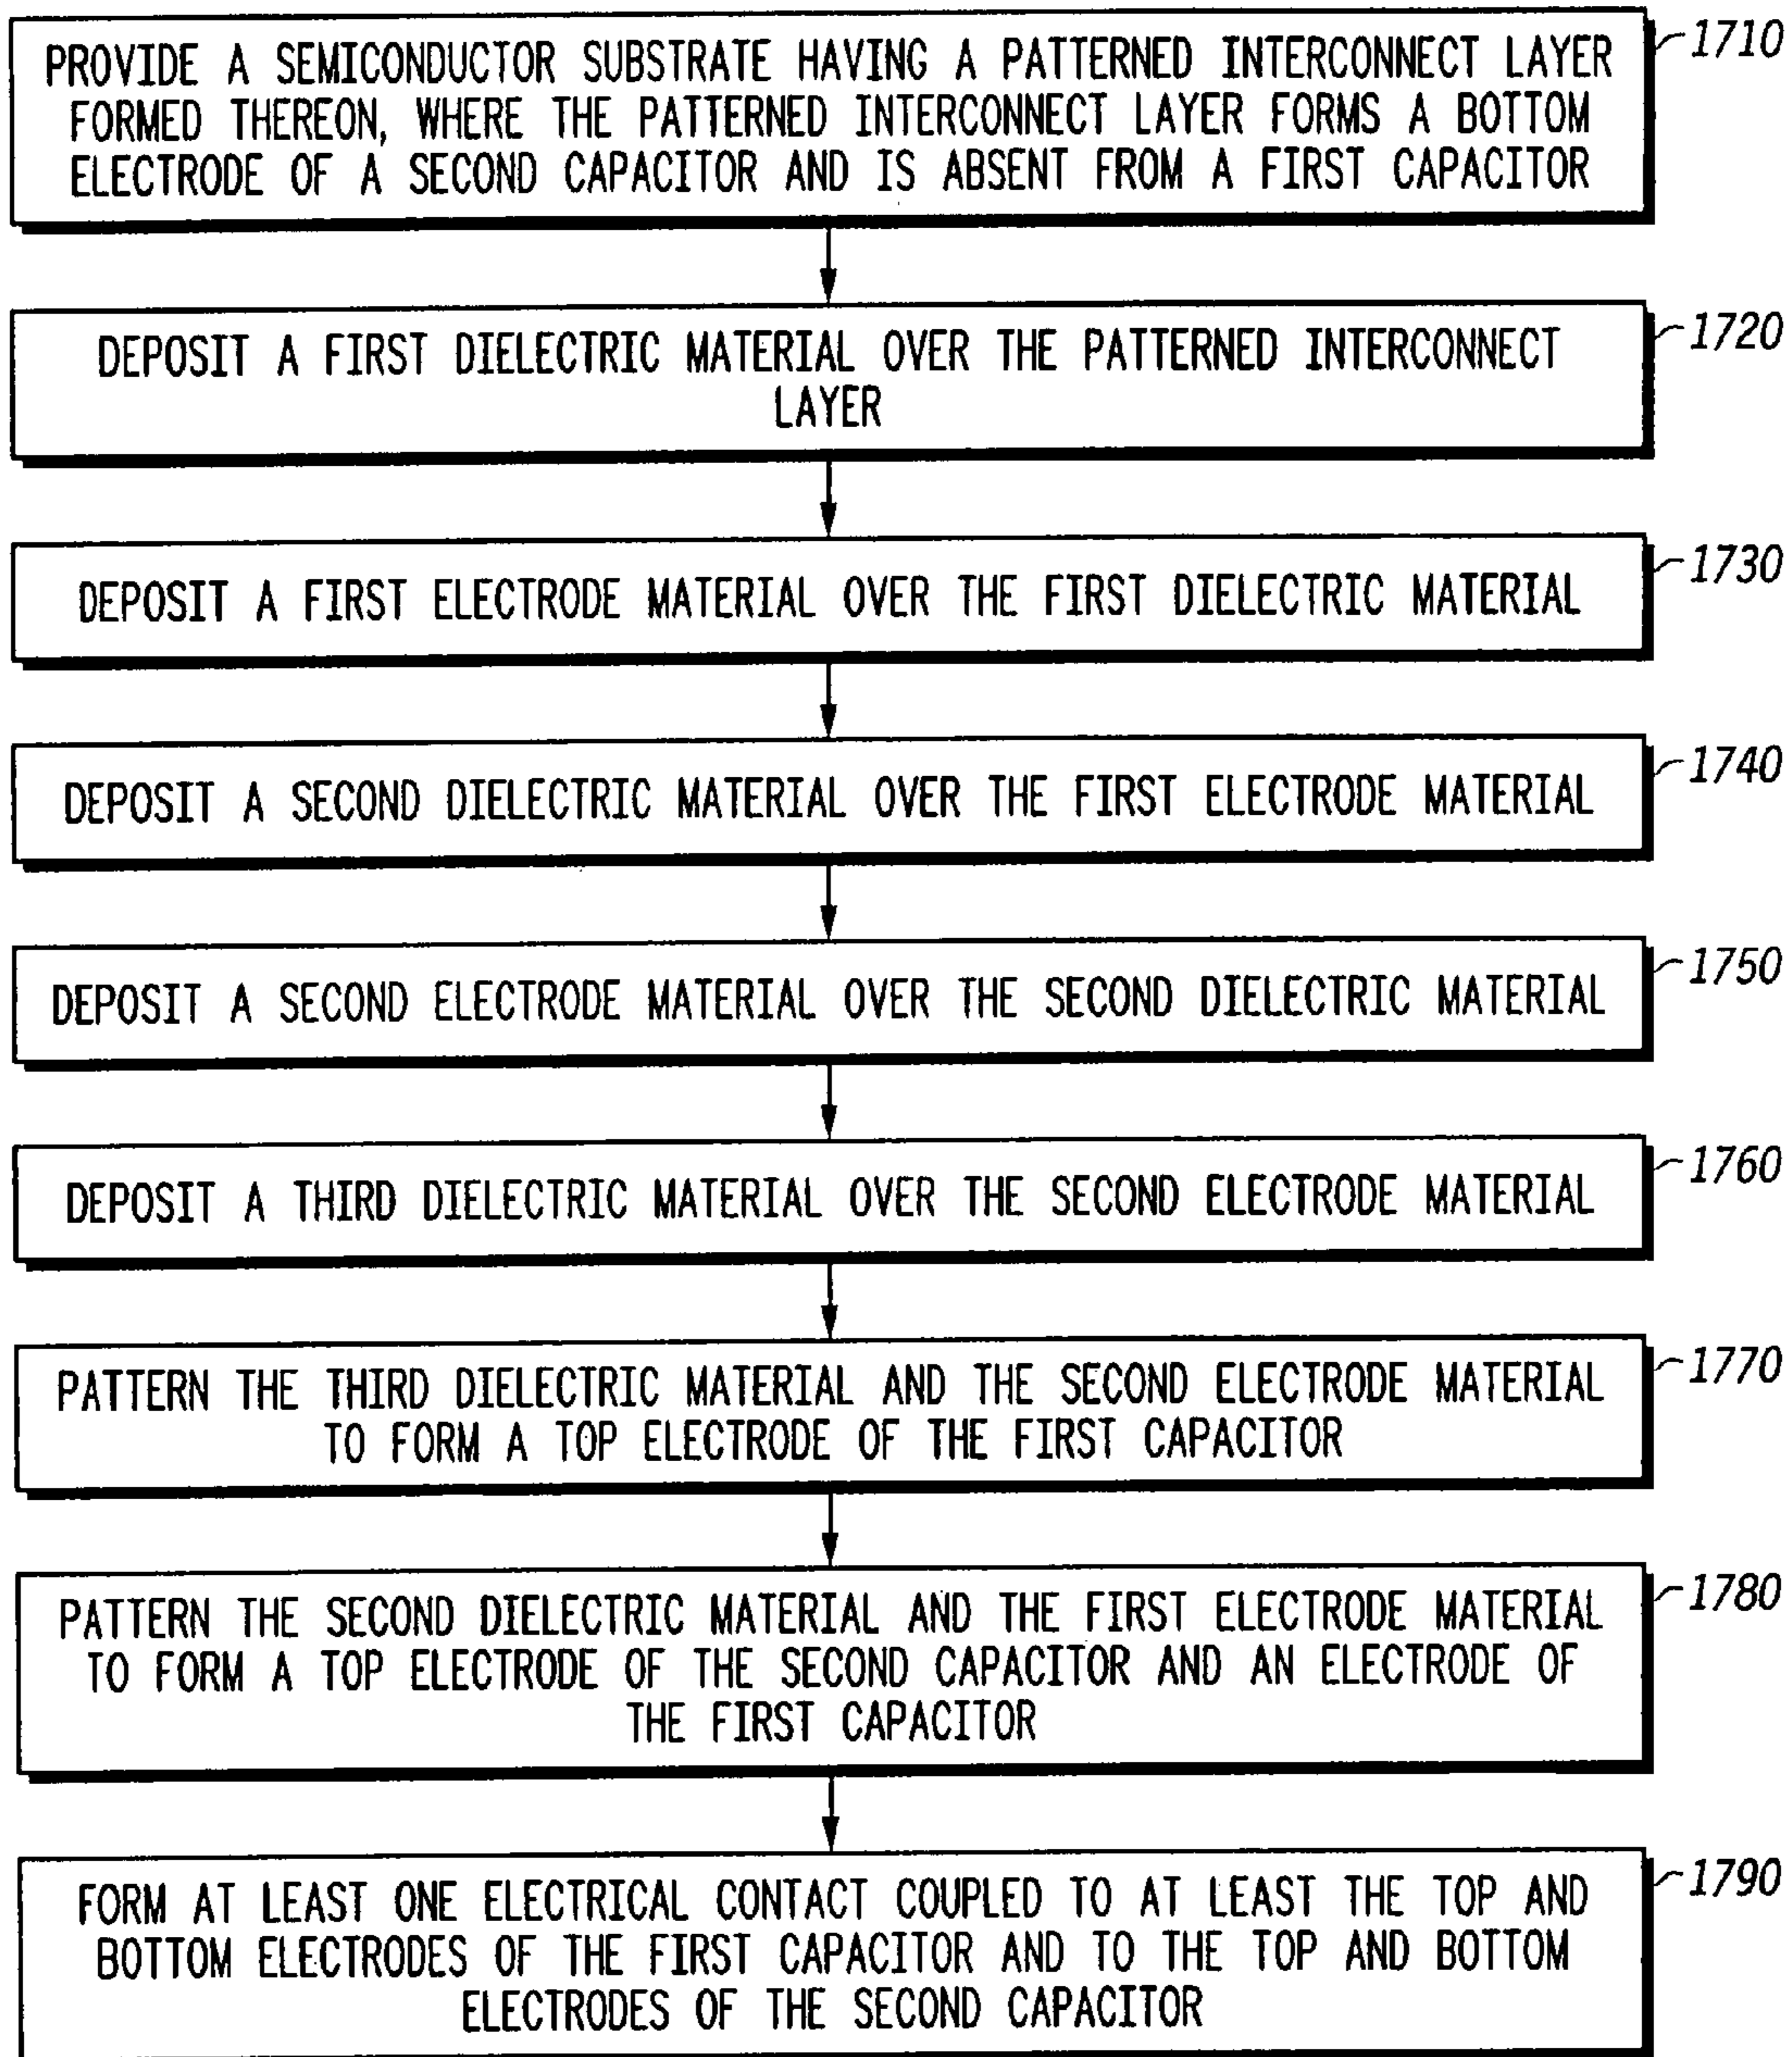 PROVIDE A SEMICONDUCTOR SUBSTRATE HAVING A PATTERNED INTERCONNECT LAYER
FORMED THEREON, WHERE THE PATTERNED INTERCONNECT LAYER FORMS A BOTTOM
ELECTRODE OF A SECOND CAPACITOR AND IS ABSENT FROM A FIRST CAPACITOR
1710
DEPOSIT A FIRST DIELECTRIC MATERIAL OVER THE PATTERNED INTERCONNECT
LAYER
1720
DEPOSIT A FIRST ELECTRODE MATERIAL OVER THE FIRST DIELECTRIC MATERIAL
1730
DEPOSIT A SECOND DIELECTRIC MATERIAL OVER THE FIRST ELECTRODE MATERIAL
1740
DEPOSIT A SECOND ELECTRODE MATERIAL OVER THE SECOND DIELECTRIC MATERIAL
1750
DEPOSIT A THIRD DIELECTRIC MATERIAL OVER THE SECOND ELECTRODE MATERIAL
1760
PATTERN THE THIRD DIELECTRIC MATERIAL AND THE SECOND ELECTRODE MATERIAL
TO FORM A TOP ELECTRODE OF THE FIRST CAPACITOR
1770
PATTERN THE SECOND DIELECTRIC MATERIAL AND THE FIRST ELECTRODE MATERIAL
TO FORM A TOP ELECTRODE OF THE SECOND CAPACITOR AND AN ELECTRODE OF
THE FIRST CAPACITOR
1780
FORM AT LEAST ONE ELECTRICAL CONTACT COUPLED TO AT LEAST THE TOP AND
BOTTOM ELECTRODES OF THE FIRST CAPACITOR AND TO THE TOP AND BOTTOM
ELECTRODES OF THE SECOND CAPACITOR
1790